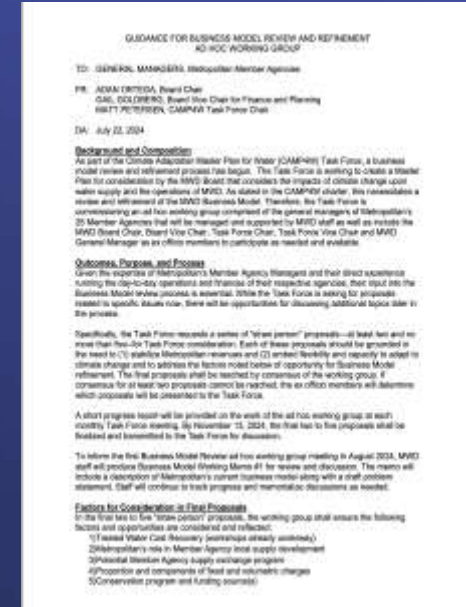 GUIDANCE FOR BUSINESS MODEL REVIEW AND REFINEMENT
AD HOC WORKING GROUP
TO: GENERAL MANAGERS, Metropolitan Member Agencies
FR: ADAN ORTEGA, Board Chair
GAIL GOLDBERG, Board Vice Chair for Finance and Planning
MATT PETERSEN, CAMP4W Task Force Chair
DA: July 22, 2024
Background and Composition
As part of the Climate Adaptation Master Plan for Water (CAMP4W) Task Force, a business
model review and refinement process has begun. The Task Force is working to create a Master
Plan for consideration by the MWD Board that considers the impacts of climate change upon
water supply and the operations of MWD. As stated in the CAMP4W charter, this necessitates a
review and refinement of the MWD Business Model. Therefore, the Task Force is
commissioning an ad hoc working group comprised of the general managers of Metropolitan's
26 Member Agencies that will be managed and supported by MWD staff as well as include the
MWD Board Chair, Board Vice Chair, Task Force Chair, Task Force Vice Chair and MWD
General Manager as ex office members to participate as needed and available.
Outcomes, Purpose, and Process
Given the expertise of Metropolitan's Member Agency Managers and their direct experience
running the day-to-day operations and finances of their respective agencies, their input into the
Business Model review process is essential. While the Task Force is asking for proposals
related to specific issues now, there will be opportunities for discussing additional topics later in
the process.
Specifically, the Task Force requests a series of "straw person" proposals—at least two and no
more than five–for Task Force consideration. Each of these proposals should be grounded in
the need to (1) stabilize Metropolitan revenues and (2) embed flexibility and capacity to adapt to
climate change and to address the factors noted below of opportunity for Business Model
refinement. The final proposals shall be reached by consensus of the working group. If
consensus for at least two proposals cannot be reached, the ex office members will determine
which proposals will be presented to the Task Force.
A short progress report will be provided on the work of the ad hoc working group at each
monthly Task Force meeting. By November 13, 2024, the final two to five proposals shall be
finalized and transmitted to the Task Force for discussion.
To inform the first Business Model Review ad hoc working group meeting in August 2024, MWD
staff will produce Business Model Working Memo #1 for review and discussion. The memo will
include a description of Metropolitan's current business model along with a draft problem
statement. Staff will continue to track progress and memorialize discussions as needed.
Factors for Consideration in Final Proposals
In the final two to five "straw person" proposals, the working group shall ensure the following
factors and opportunities are considered and reflected:
1)Treated Water Cost Recovery (workshops already underway)
2)Metropolitan's role in Member Agency local supply development
3)Potential Member Agency supply exchange program
4)Proportion and components of fixed and volumetric charges
5)Conservation program and funding source(s)